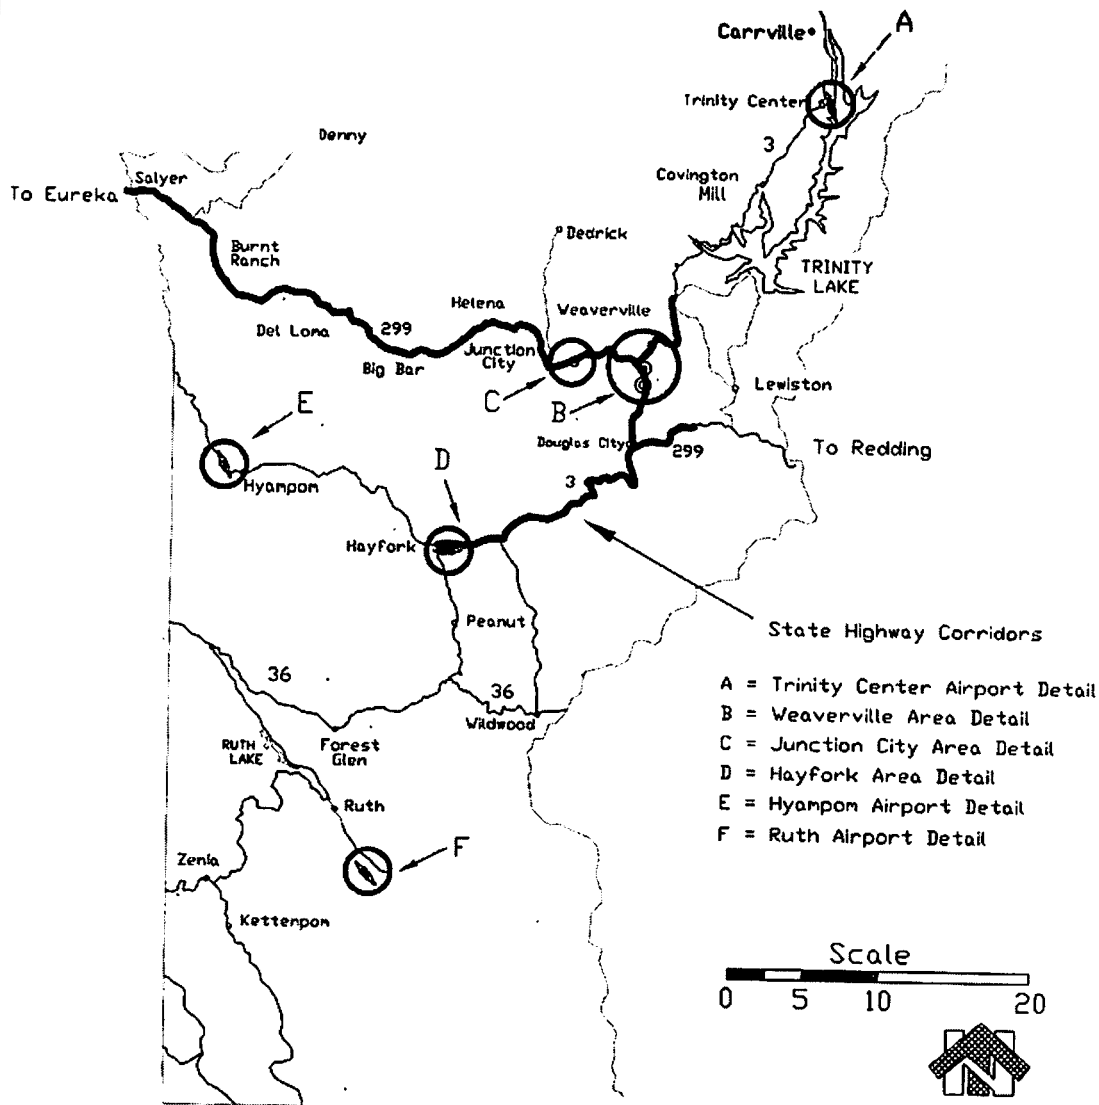 Carrville
A
Trinity Center
3
Denny
Covington
Mill
Salyer
To Eureka
Dedrick
Burnt
Ranch
TRINITY
LAKE
Helena
Weaverville
Del Loma
299
Junction
City
Big Bar
C
B
Lewiston
E
Douglas City
299
To Redding
D
3
Hyampom
Hayfork
Peanut
State Highway Corridors
36
36
A = Trinity Center Airport Detail
B = Weaverville Area Detail
C = Junction City Area Detail
D = Hayfork Area Detail
E = Hyampom Airport Detail
F = Ruth Airport Detail
Wildwood
RUTH
LAKE
Forest
Glen
Ruth
F
Zenia
Kettenpom
Scale
0 5 10 20
N